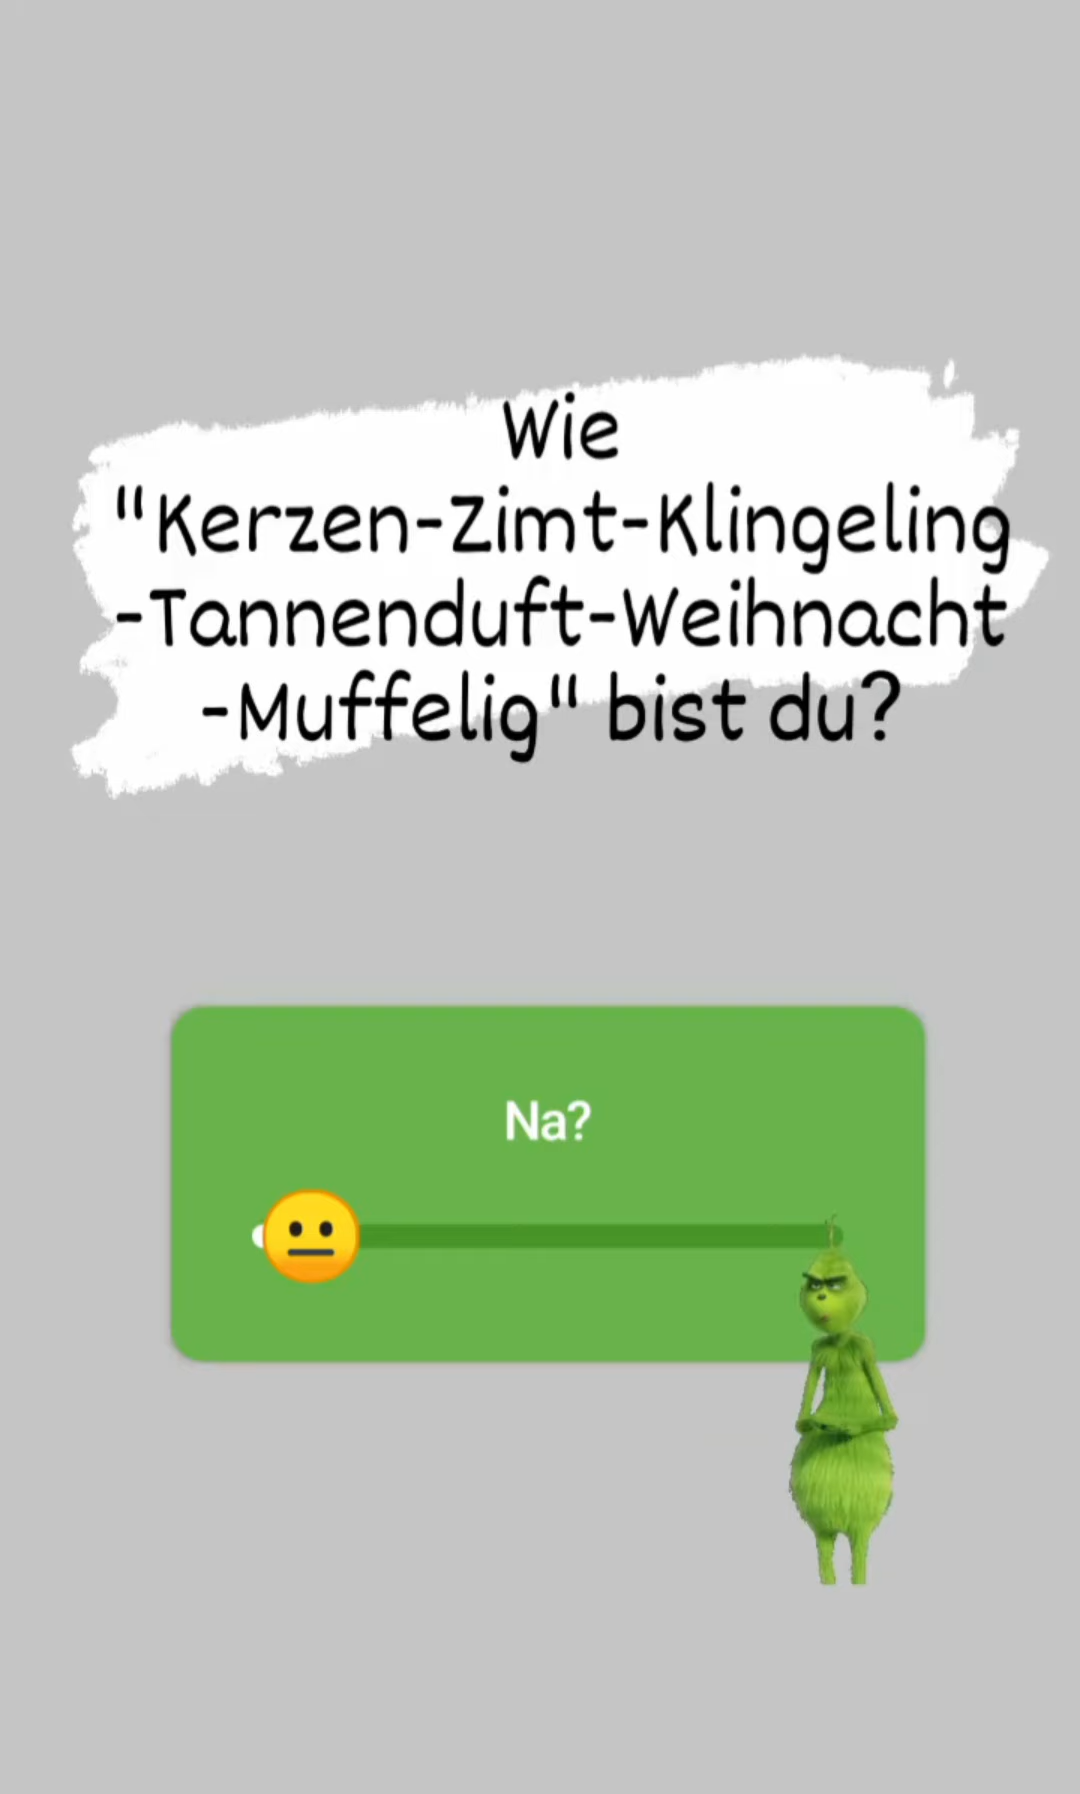 Wie
"Kerzen-Zimt-Klingeling
-Tannenduft-Weihnacht
-Muffelig" bist du?
Na?